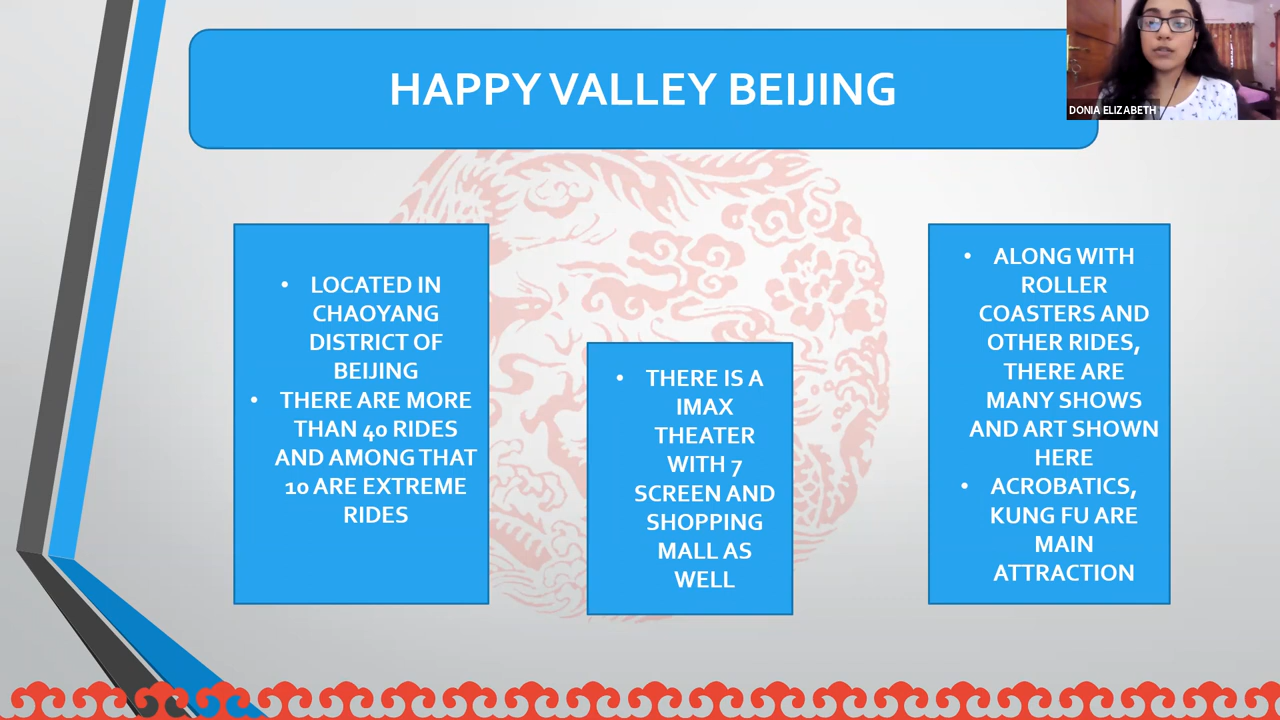 HAPPY VALLEY BEIJING
DONIA ELIZABETH
• LOCATED IN
CHAOYANG
DISTRICT OF
BEIJING
• THERE ARE MORE
THAN 40 RIDES
AND AMONG THAT
10 ARE EXTREME
RIDES
• THERE IS A
IMAX
THEATER
WITH 7
SCREEN AND
SHOPPING
MALL AS
WELL
• ALONG WITH
ROLLER
COASTERS AND
OTHER RIDES,
THERE ARE
MANY SHOWS
AND ART SHOWN
HERE
• ACROBATICS,
KUNG FU ARE
MAIN
ATTRACTION